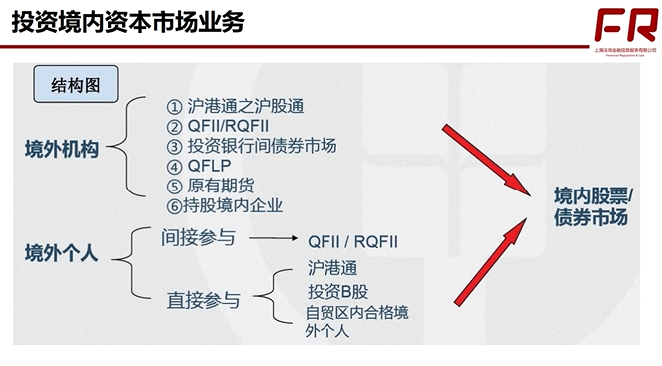 投资境内资本市场业务
FR
上海法询金融信息服务有限公司
Financial Regulation & Law
结构图
境外机构
① 沪港通之沪股通
② QFII/RQFII
③ 投资银行间债券市场
④ QFLP
⑤ 原有期货
⑥持股境内企业
境外个人
间接参与
QFII / RQFII
直接参与
沪港通
投资B股
自贸区内合格境
外个人
境内股票/
债券市场